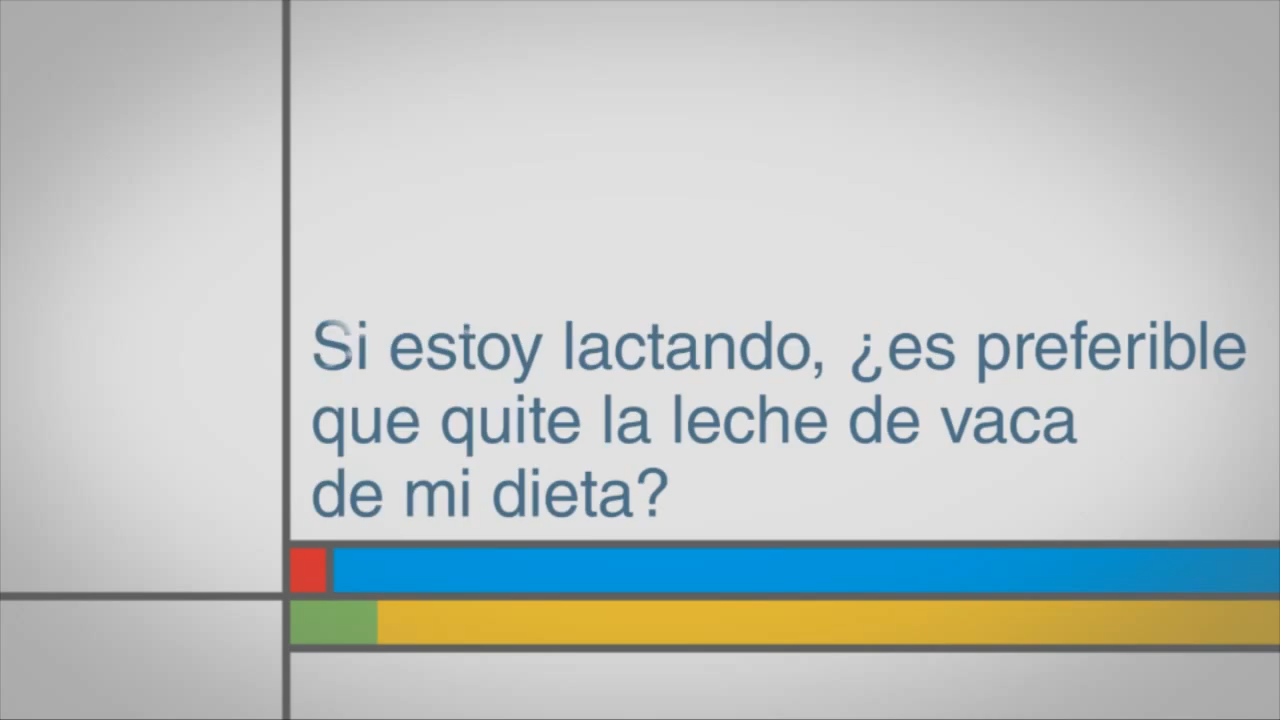 Si estoy lactando, ¿es preferible
que quite la leche de vaca
de mi dieta?